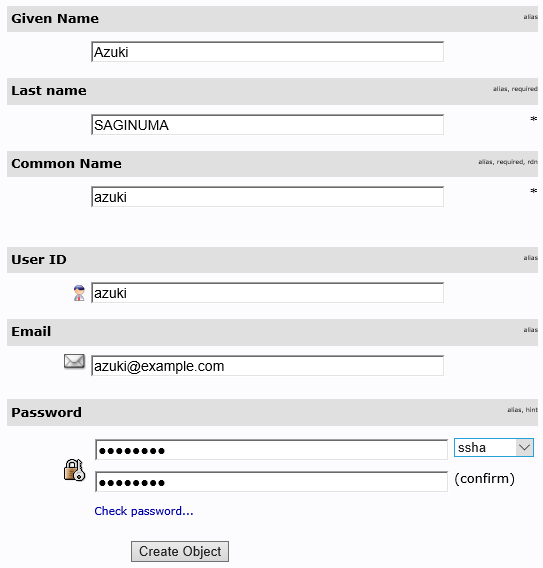 Given Name alias
Azuki
Last name alias, required
SAGINUMA *
Common Name alias, required, rdn
azuki *
User ID alias
azuki
Email alias
azuki@example.com
Password alias, hint
●●●●●●●● ssha
●●●●●●●● (confirm)
Check password...
Create Object